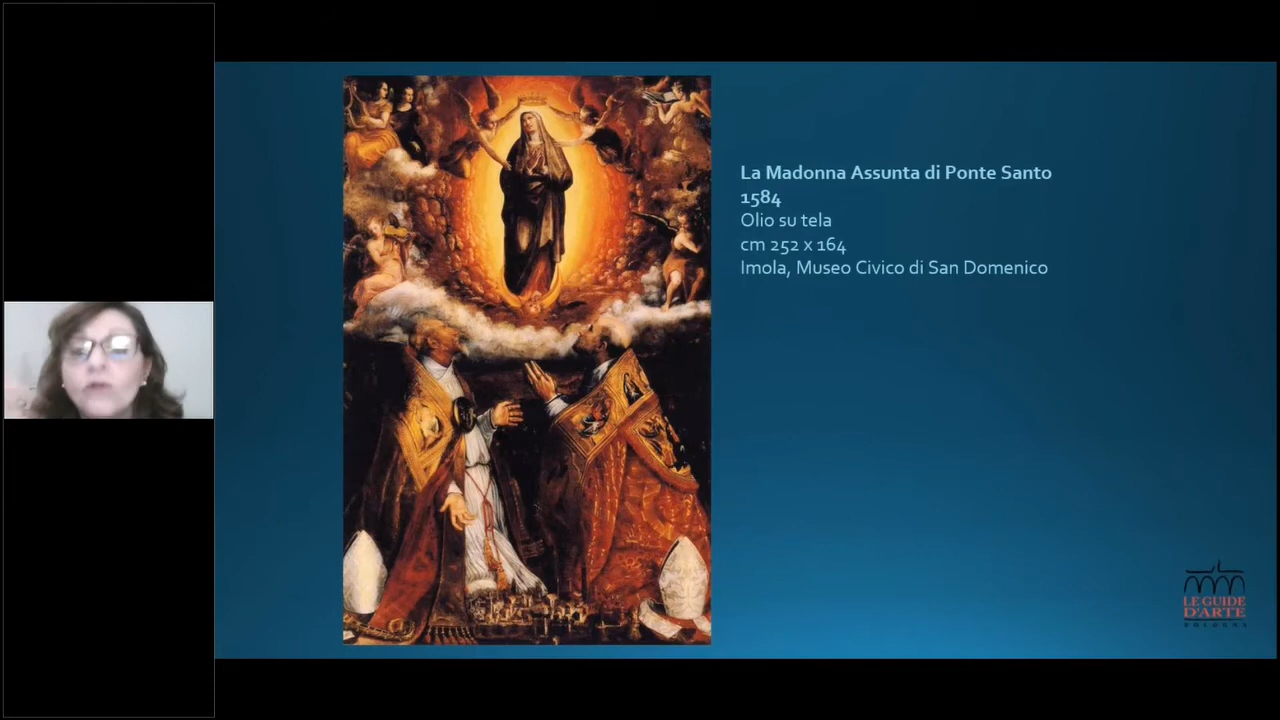 La Madonna Assunta di Ponte Santo
1584
Olio su tela
cm 252 x 164
Imola, Museo Civico di San Domenico
LE GUIDE
D'ARTE
BOLOGNA